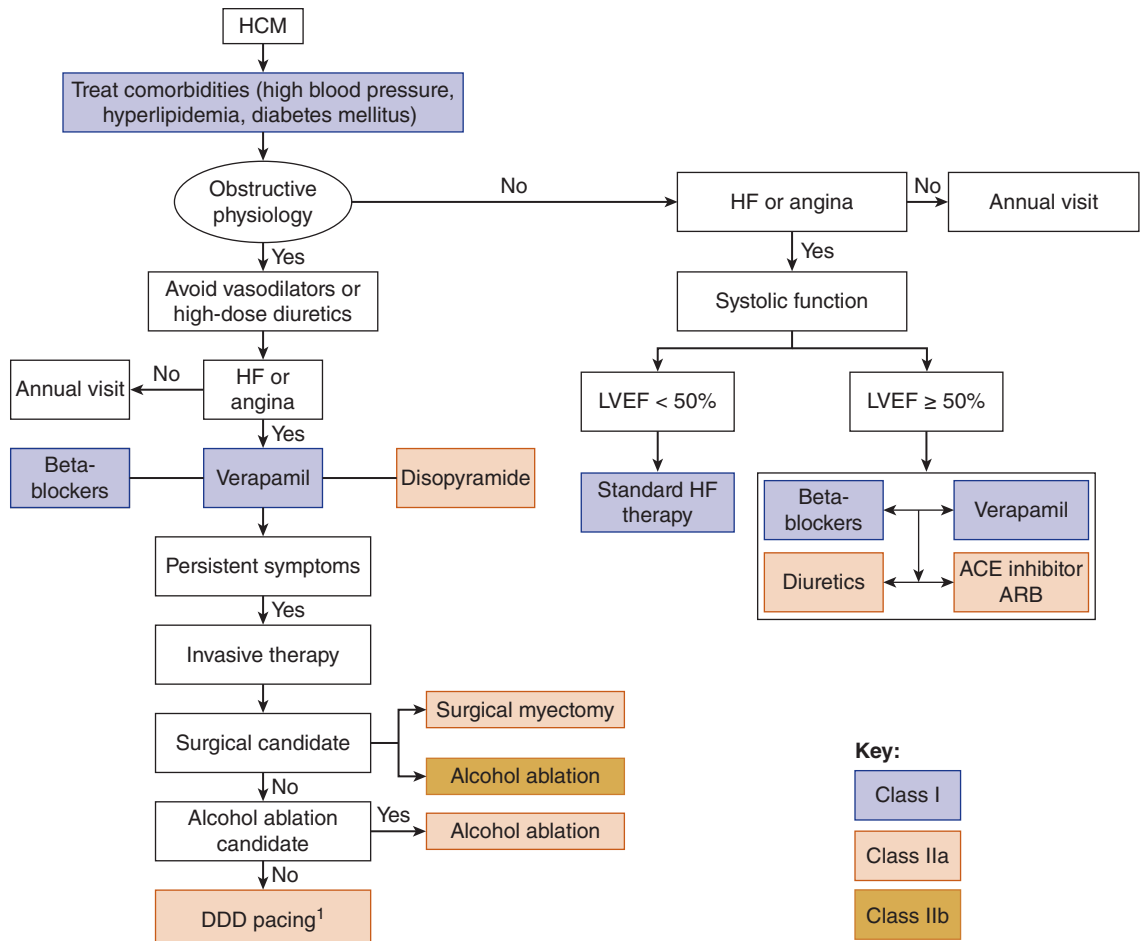 HCM
Treat comorbidities (high blood pressure,
hyperlipidemia, diabetes mellitus)
Obstructive
physiology
No
HF or angina
No
Annual visit
Yes
Yes
Avoid vasodilators or
high-dose diuretics
Systolic function
Annual visit
No
HF or
angina
LVEF < 50%
LVEF ≥ 50%
Yes
Beta-
blockers
Verapamil
Disopyramide
Standard HF
therapy
Beta-
blockers
Verapamil
Diuretics
ACE inhibitor
ARB
Persistent symptoms
Yes
Invasive therapy
Surgical candidate
Surgical myectomy
Alcohol ablation
No
Alcohol ablation
candidate
Yes
Alcohol ablation
No
DDD pacing¹
Key:
Class I
Class IIa
Class IIb